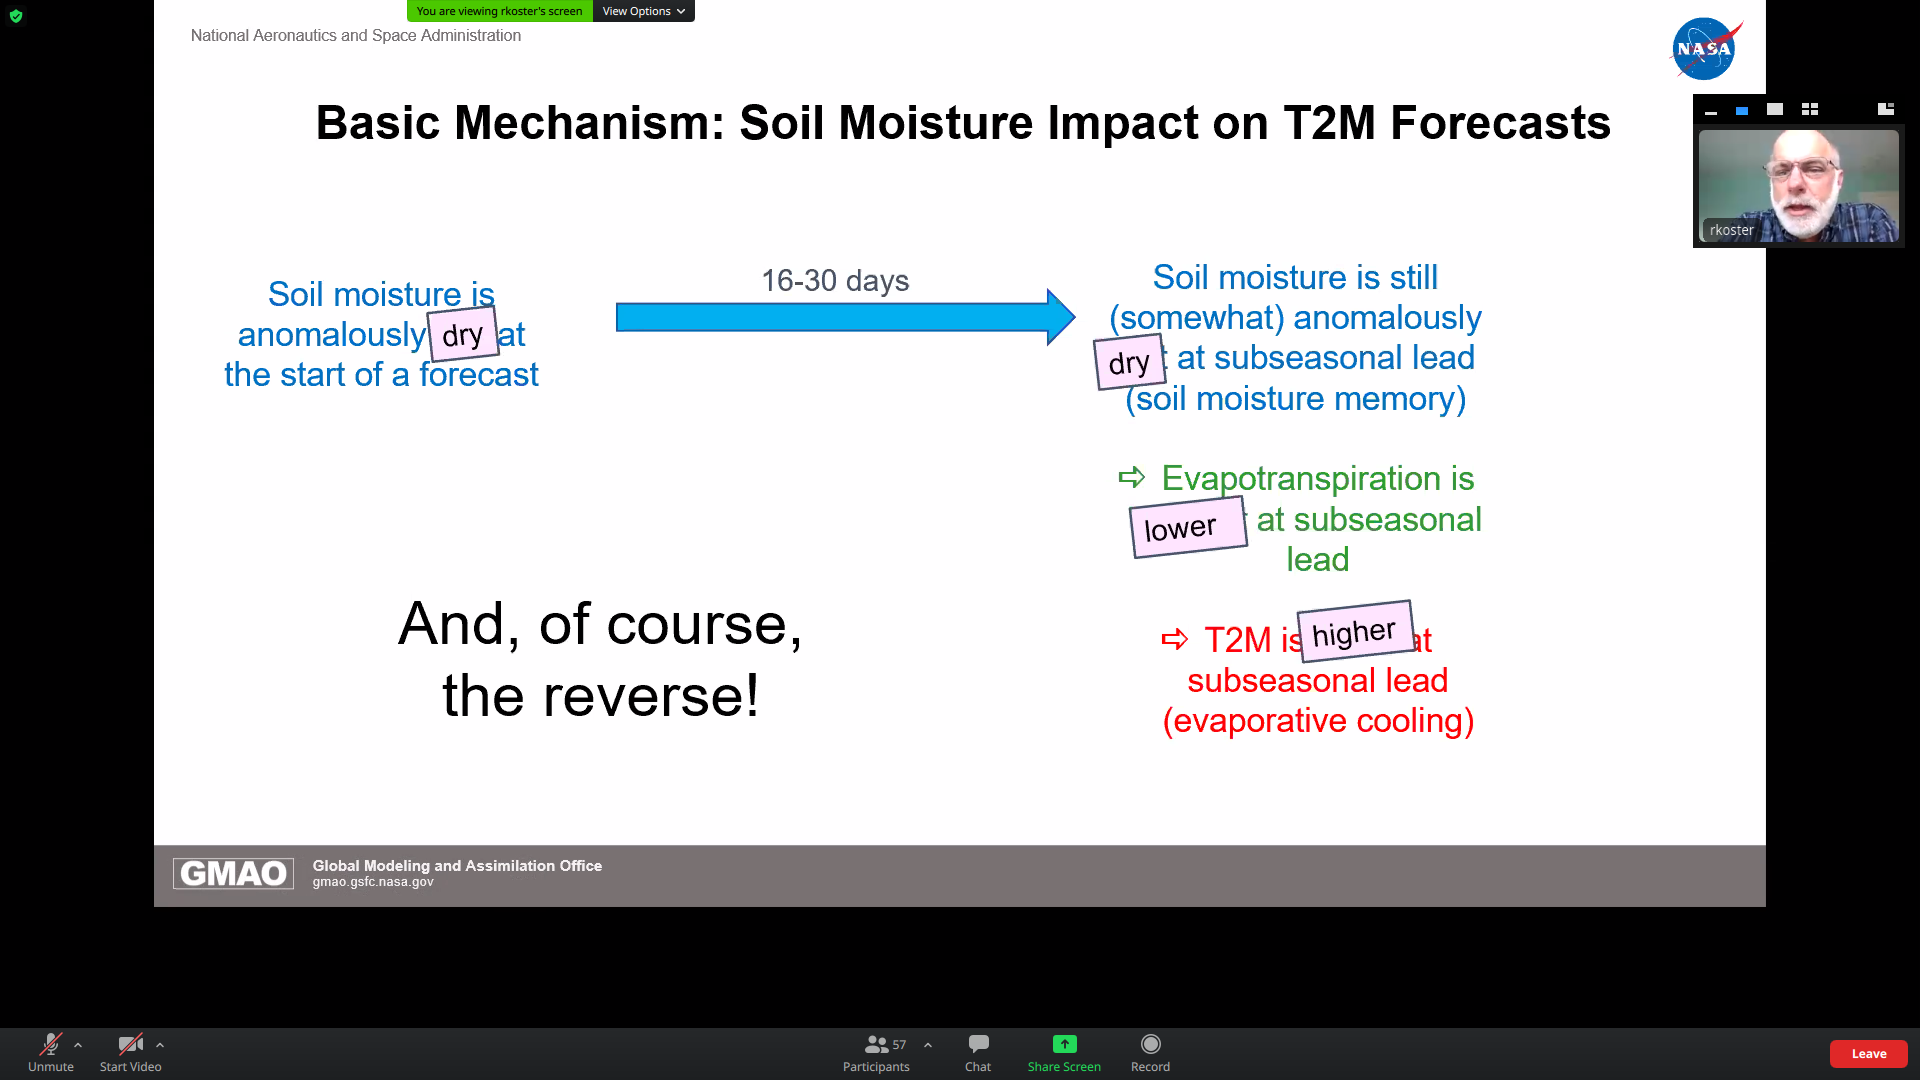 You are viewing rkoster's screen
View Options
National Aeronautics and Space Administration
NASA
Basic Mechanism: Soil Moisture Impact on T2M Forecasts
rkoster
Soil moisture is
anomalously dry at
the start of a forecast
16-30 days
Soil moisture is still
(somewhat) anomalously
dry at subseasonal lead
(soil moisture memory)
⇨ Evapotranspiration is
lower at subseasonal
lead
⇨ T2M is higher at
subseasonal lead
(evaporative cooling)
And, of course,
the reverse!
GMAO
Global Modeling and Assimilation Office
gmao.gsfc.nasa.gov
Unmute
Start Video
57
Participants
Chat
Share Screen
Record
Leave